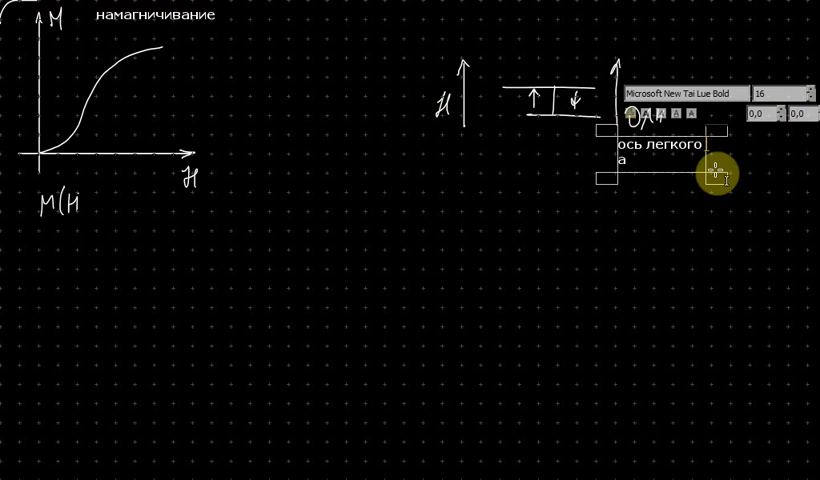 M
намагничивание
H
M(H
H
Microsoft New Tai Lue Bold
16
0,0
0,0
ось легкого
а